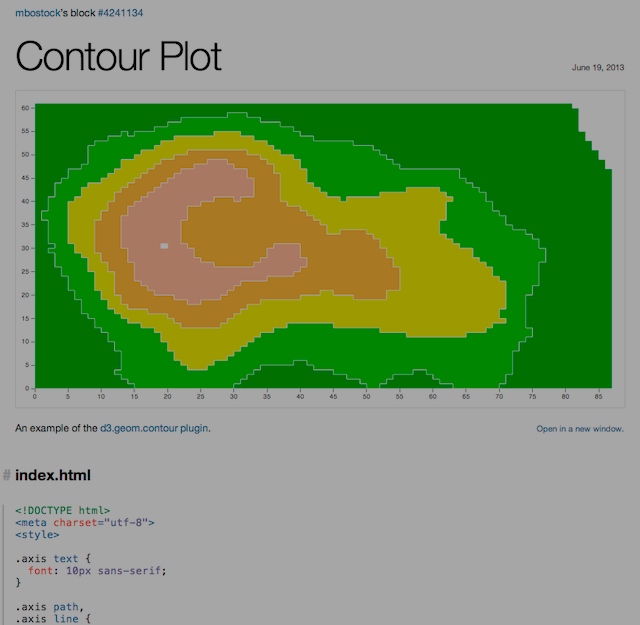 mbostock's block #4241134
Contour Plot
June 19, 2013
60
55
50
45
40
35
30
25
20
15
10
5
0
0 5 10 15 20 25 30 35 40 45 50 55 60 65 70 75 80 85
An example of the d3.geom.contour plugin.
Open in a new window.
# index.html
<!DOCTYPE html>
<meta charset="utf-8">
<style>
.axis text {
  font: 10px sans-serif;
}
.axis path,
.axis line {